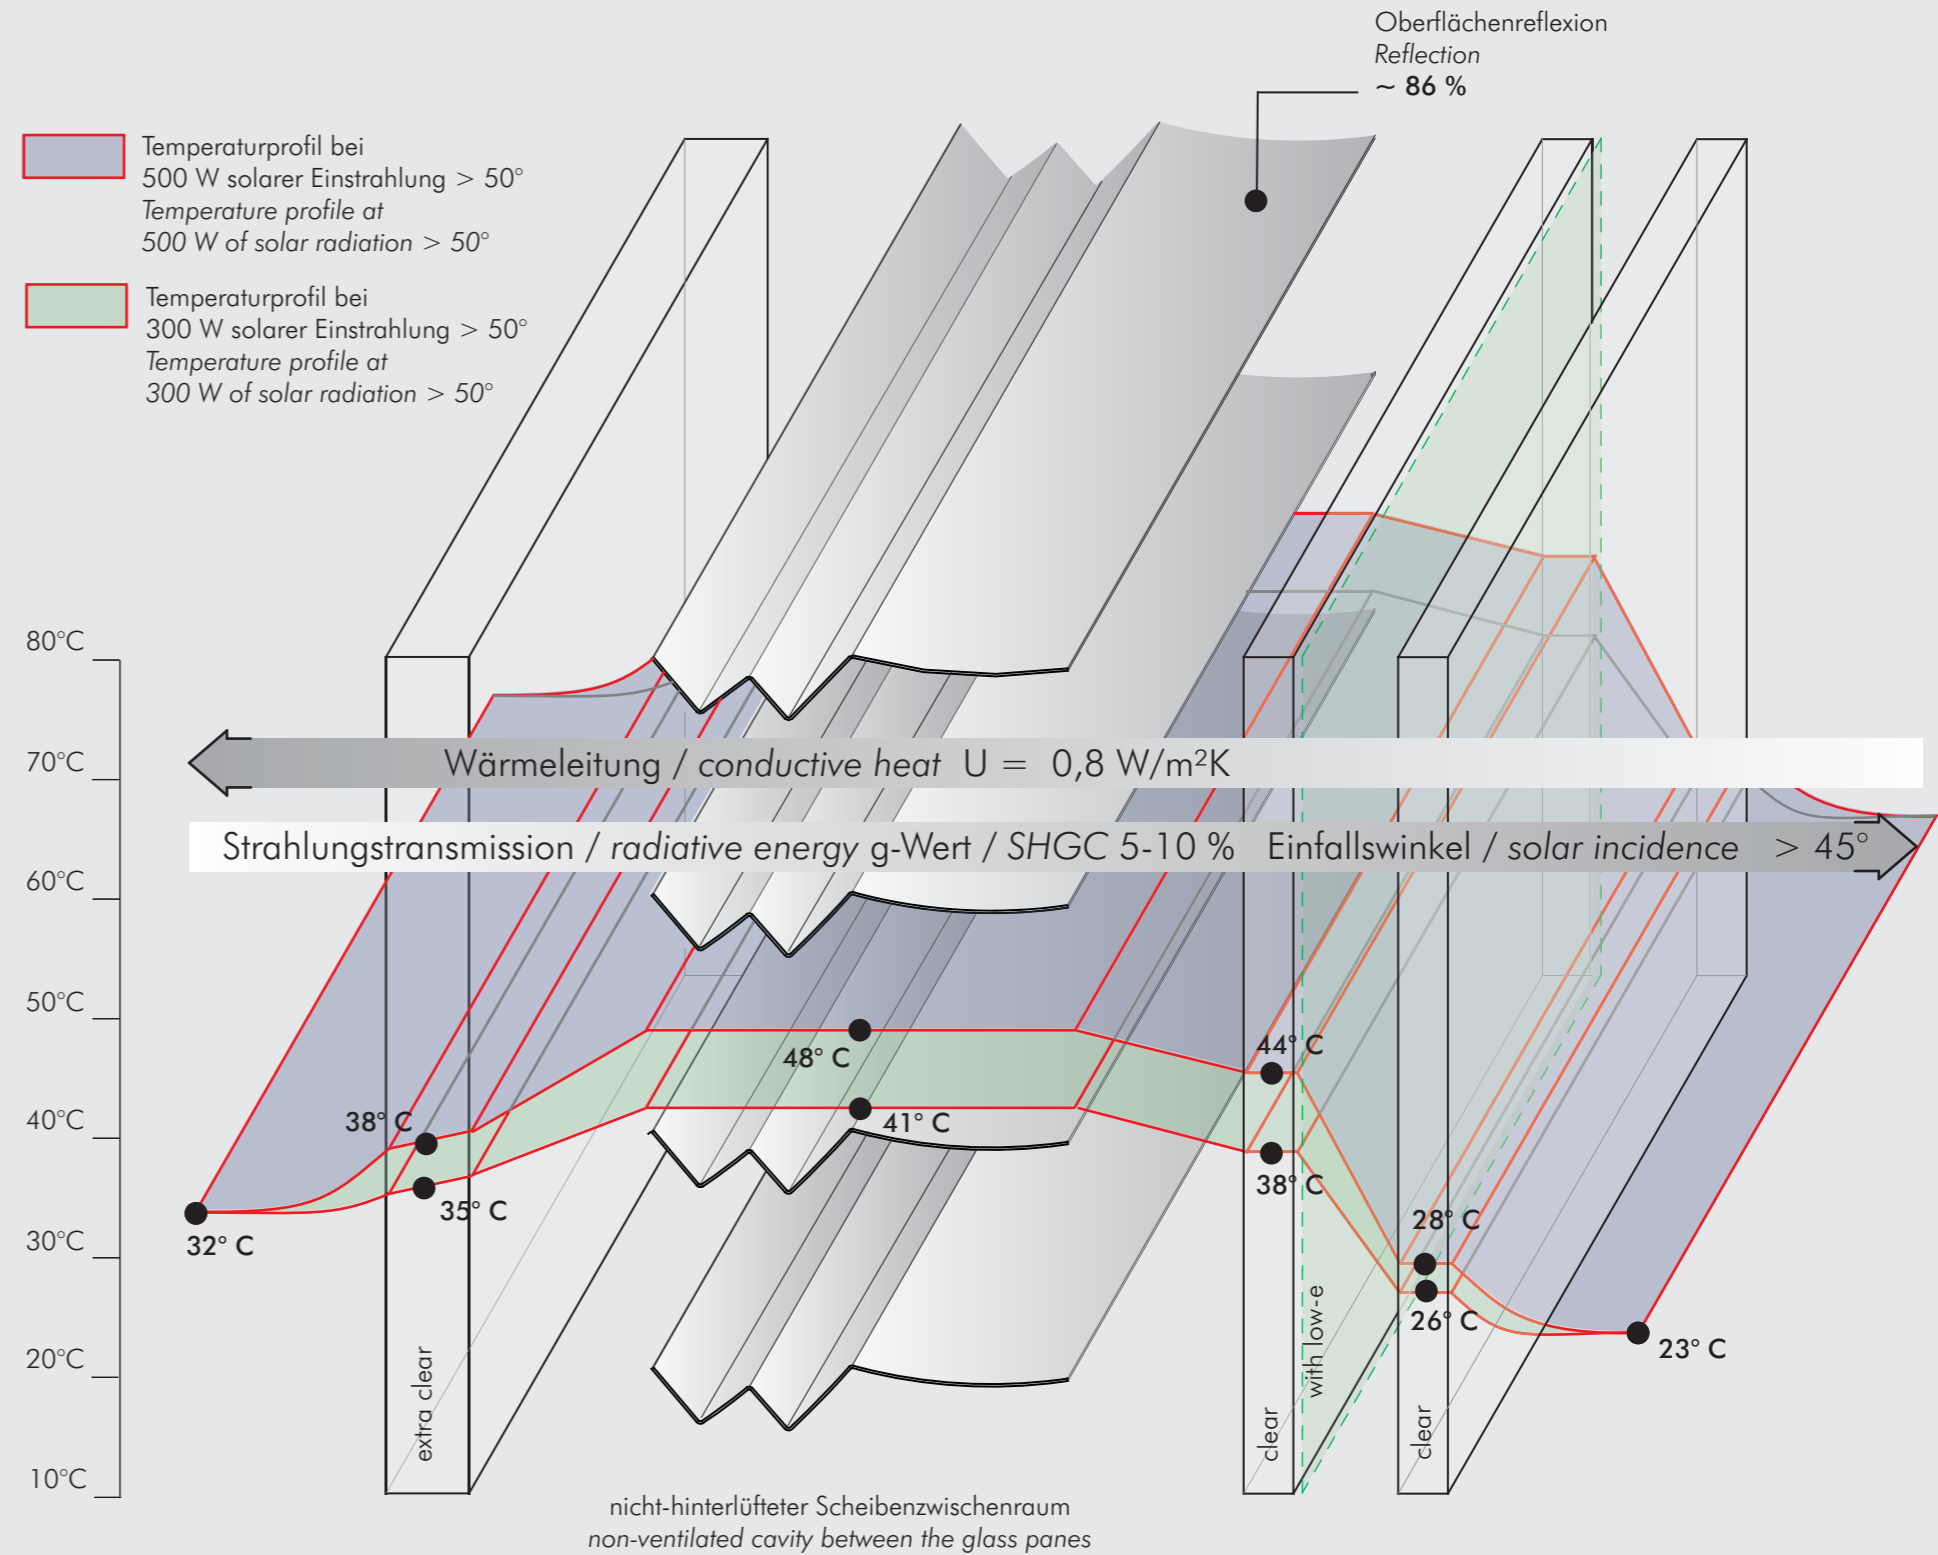 Oberflächenreflexion
Reflection
~ 86 %
Temperaturprofil bei
500 W solarer Einstrahlung > 50°
Temperature profile at
500 W of solar radiation > 50°
Temperaturprofil bei
300 W solarer Einstrahlung > 50°
Temperature profile at
300 W of solar radiation > 50°
80°C
70°C
60°C
50°C
40°C
30°C
20°C
10°C
Wärmeleitung / conductive heat U = 0,8 W/m²K
Strahlungstransmission / radiative energy g-Wert / SHGC 5-10 % Einfallswinkel / solar incidence > 45°
48° C
44° C
38° C
41° C
38° C
35° C
32° C
28° C
26° C
23° C
extra clear
clear
with low-e
clear
nicht-hinterlüfteter Scheibenzwischenraum
non-ventilated cavity between the glass panes